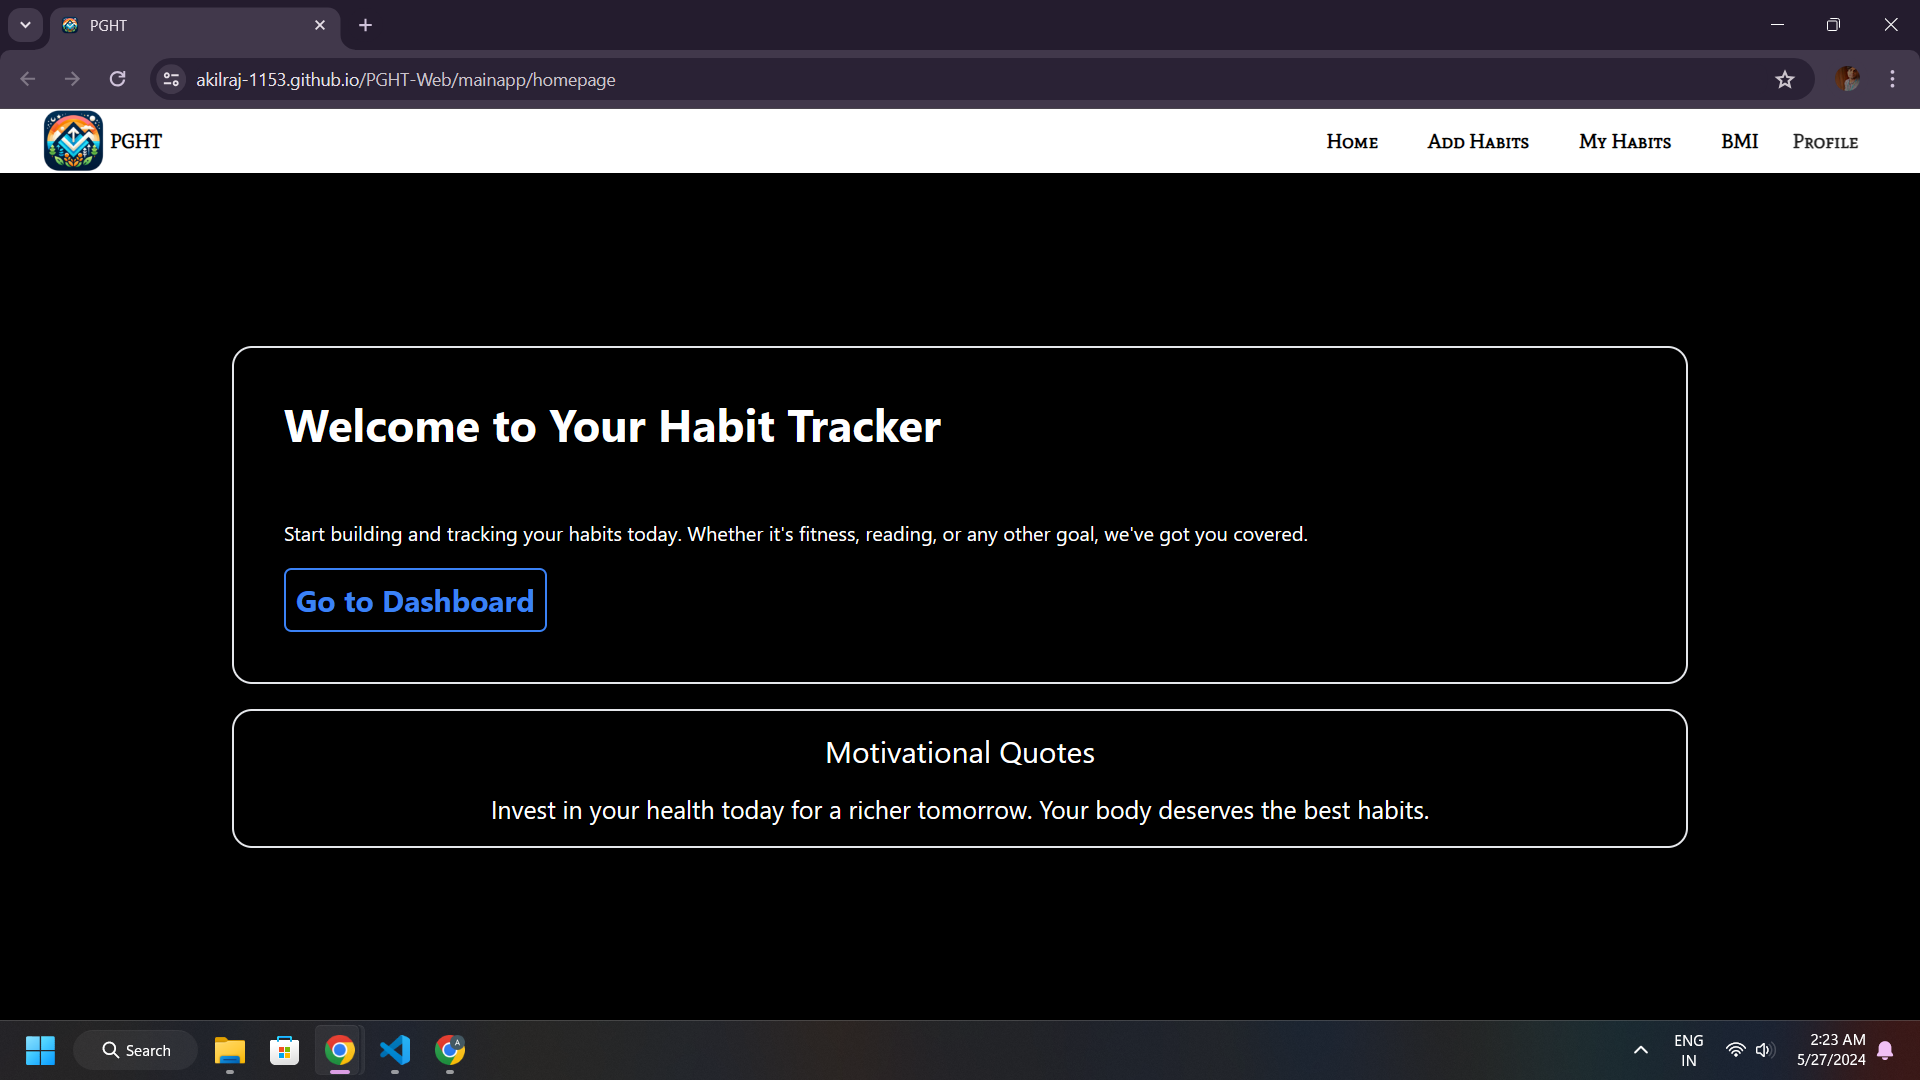 PGHT
akilraj-1153.github.io/PGHT-Web/mainapp/homepage
PGHT
Home Add Habits My Habits BMI Profile
Welcome to Your Habit Tracker
Start building and tracking your habits today. Whether it's fitness, reading, or any other goal, we've got you covered.
Go to Dashboard
Motivational Quotes
Invest in your health today for a richer tomorrow. Your body deserves the best habits.
Search
A
ENG
IN
2:23 AM
5/27/2024